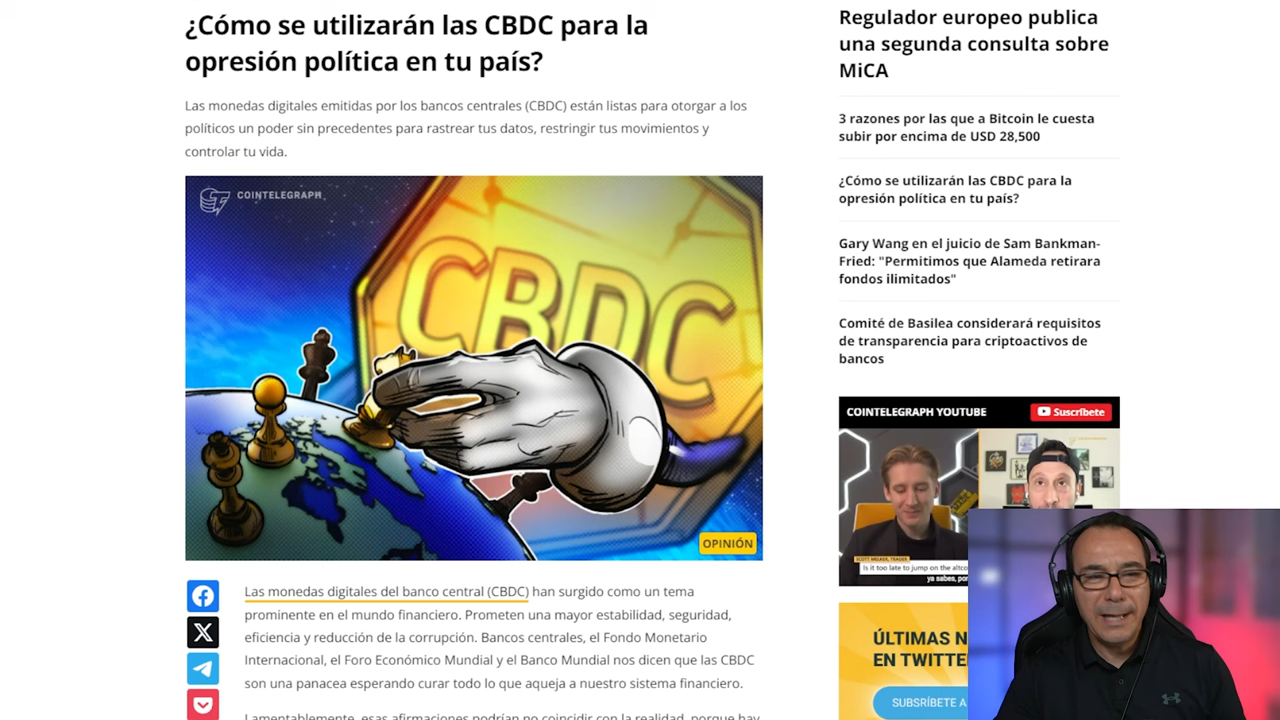 ¿Cómo se utilizarán las CBDC para la
opresión política en tu país?
Las monedas digitales emitidas por los bancos centrales (CBDC) están listas para otorgar a los
políticos un poder sin precedentes para rastrear tus datos, restringir tus movimientos y
controlar tu vida.
COINTELEGRAPH
CBDC
OPINIÓN
Las monedas digitales del banco central (CBDC) han surgido como un tema
prominente en el mundo financiero. Prometen una mayor estabilidad, seguridad,
eficiencia y reducción de la corrupción. Bancos centrales, el Fondo Monetario
Internacional, el Foro Económico Mundial y el Banco Mundial nos dicen que las CBDC
son una panacea esperando curar todo lo que aqueja a nuestro sistema financiero.
Lamentablemente, esas afirmaciones podrían no coincidir con la realidad, porque hay
Regulador europeo publica
una segunda consulta sobre
MiCA
3 razones por las que a Bitcoin le cuesta
subir por encima de USD 28,500
¿Cómo se utilizarán las CBDC para la
opresión política en tu país?
Gary Wang en el juicio de Sam Bankman-
Fried: "Permitimos que Alameda retirara
fondos ilimitados"
Comité de Basilea considerará requisitos
de transparencia para criptoactivos de
bancos
COINTELEGRAPH YOUTUBE
Suscríbete
SCOTT MELKER, TRADER
Is it too late to jump on the altco
ya sabes, por
ÚLTIMAS N
EN TWITTE
SUBSRÍBETE A